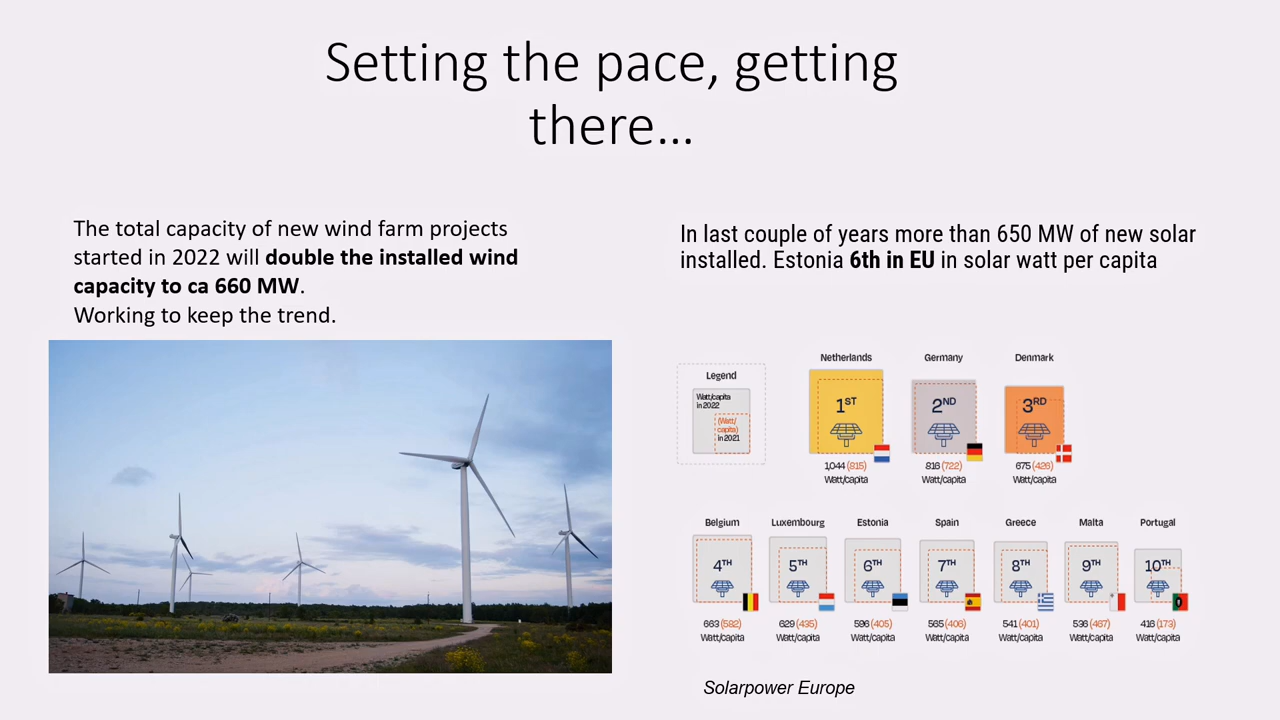 Setting the pace, getting
there...
The total capacity of new wind farm projects
started in 2022 will double the installed wind
capacity to ca 660 MW.
Working to keep the trend.
In last couple of years more than 650 MW of new solar
installed. Estonia 6th in EU in solar watt per capita
Legend
Watt/capita
in 2022
(Watt/
capita)
in 2021
Netherlands
1ST
1,044 (815)
Watt/capita
Germany
2ND
816 (722)
Watt/capita
Denmark
3RD
675 (426)
Watt/capita
Belgium
4TH
663 (582)
Watt/capita
Luxembourg
5TH
629 (435)
Watt/capita
Estonia
6TH
596 (405)
Watt/capita
Spain
7TH
565 (406)
Watt/capita
Greece
8TH
541 (401)
Watt/capita
Malta
9TH
536 (467)
Watt/capita
Portugal
10TH
416 (173)
Watt/capita
Solarpower Europe